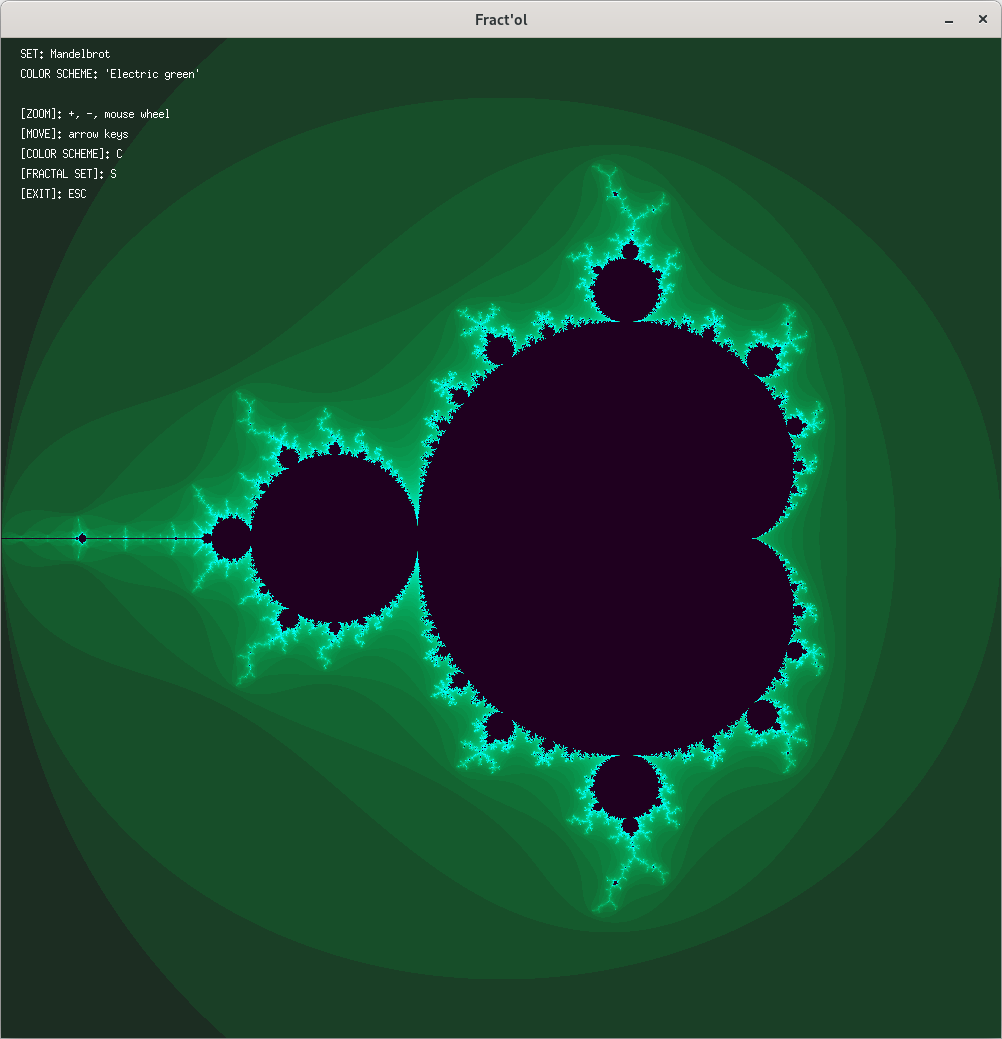 Fract'ol
SET: Mandelbrot
COLOR SCHEME: 'Electric green'
[ZOOM]: +, -, mouse wheel
[MOVE]: arrow keys
[COLOR SCHEME]: C
[FRACTAL SET]: S
[EXIT]: ESC